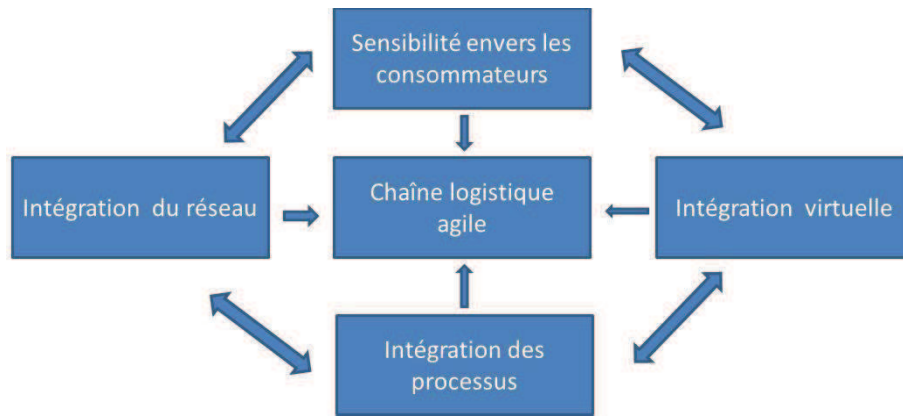 Sensibilité envers les
consommateurs
Intégration du réseau
Chaîne logistique
agile
Intégration virtuelle
Intégration des
processus